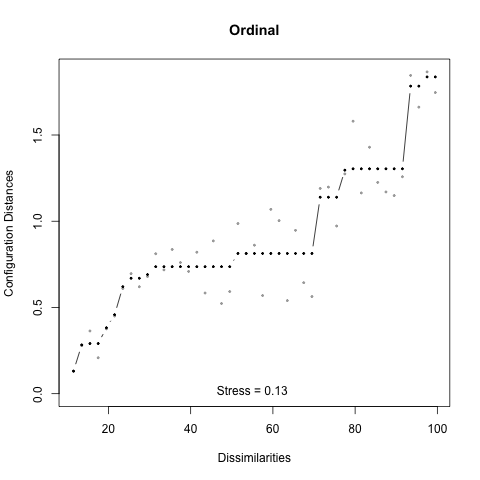 Ordinal
Configuration Distances
1.5
1.0
0.5
0.0
Stress = 0.13
20 40 60 80 100
Dissimilarities